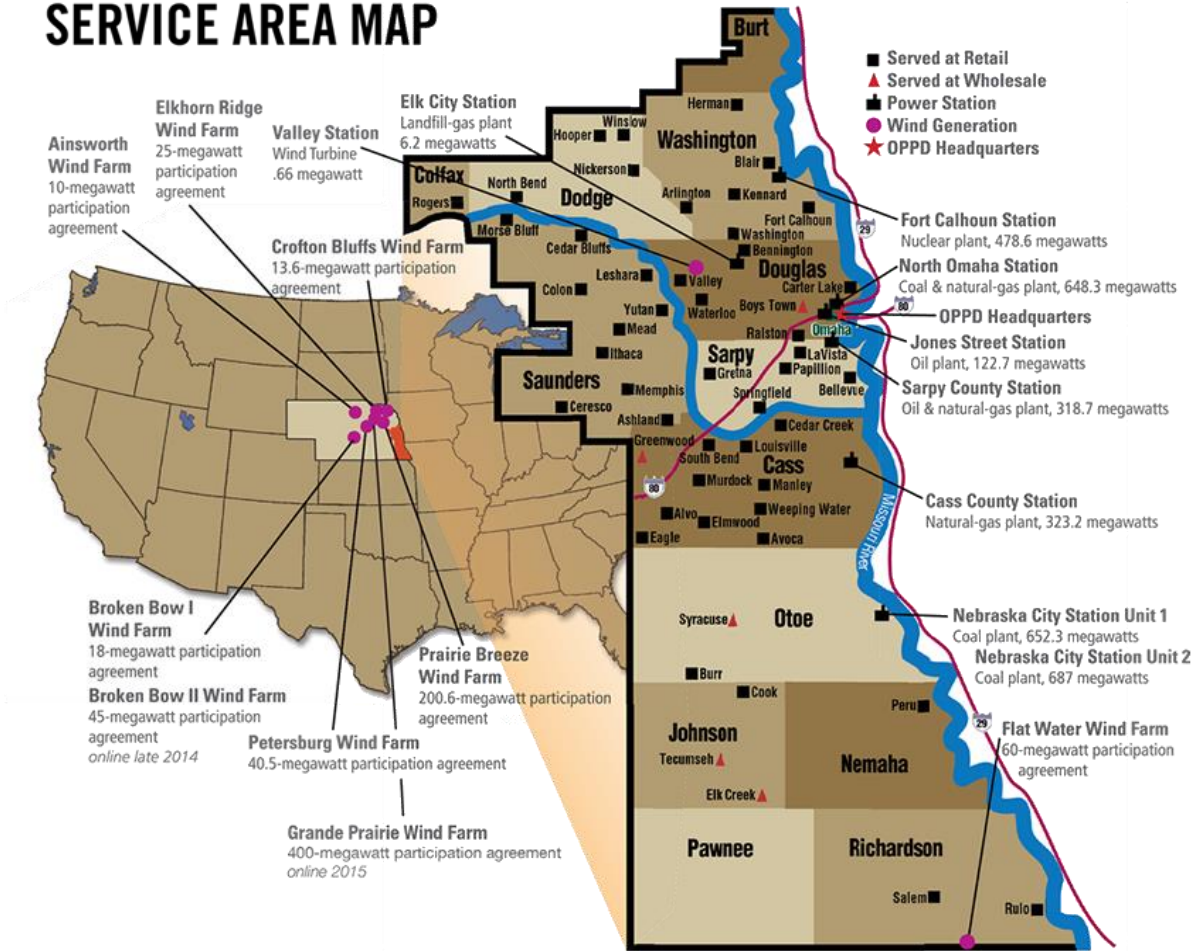 SERVICE AREA MAP
Served at Retail
Served at Wholesale
Power Station
Wind Generation
OPPD Headquarters
Ainsworth
Wind Farm
10-megawatt
participation
agreement
Elkhorn Ridge
Wind Farm
25-megawatt
participation
agreement
Valley Station
Wind Turbine
.66 megawatt
Elk City Station
Landfill-gas plant
6.2 megawatts
Crofton Bluffs Wind Farm
13.6-megawatt participation
agreement
Burt
Herman
Winslow
Hooper
Washington
Blair
Nickerson
Colfax
Rogers
North Bend
Dodge
Arlington
Kennard
Fort Calhoun
Morse Bluff
Cedar Bluffs
Washington
Bennington
Douglas
Leshara
Valley
Carter Lake
Colon
Yutan
Waterloo
Boys Town
Mead
Ralston
Omaha
Ithaca
Sarpy
LaVista
Gretna
Papillion
Saunders
Memphis
Springfield
Bellevue
Ceresco
Ashland
Cedar Creek
Greenwood
South Bend
Louisville
Cass
80
Murdock
Manley
Alvo
Elmwood
Weeping Water
Eagle
Avoca
Missouri River
Syracuse
Otoe
Burr
Cook
Peru
Johnson
Tecumseh
Nemaha
Elk Creek
Pawnee
Richardson
Salem
Rulo
29
Fort Calhoun Station
Nuclear plant, 478.6 megawatts
North Omaha Station
Coal & natural-gas plant, 648.3 megawatts
80
OPPD Headquarters
Jones Street Station
Oil plant, 122.7 megawatts
Sarpy County Station
Oil & natural-gas plant, 318.7 megawatts
Cass County Station
Natural-gas plant, 323.2 megawatts
Nebraska City Station Unit 1
Coal plant, 652.3 megawatts
Nebraska City Station Unit 2
Coal plant, 687 megawatts
29
Flat Water Wind Farm
60-megawatt participation
agreement
Broken Bow I
Wind Farm
18-megawatt participation
agreement
Broken Bow II Wind Farm
45-megawatt participation
agreement
online late 2014
Prairie Breeze
Wind Farm
200.6-megawatt participation
agreement
Petersburg Wind Farm
40.5-megawatt participation agreement
Grande Prairie Wind Farm
400-megawatt participation agreement
online 2015